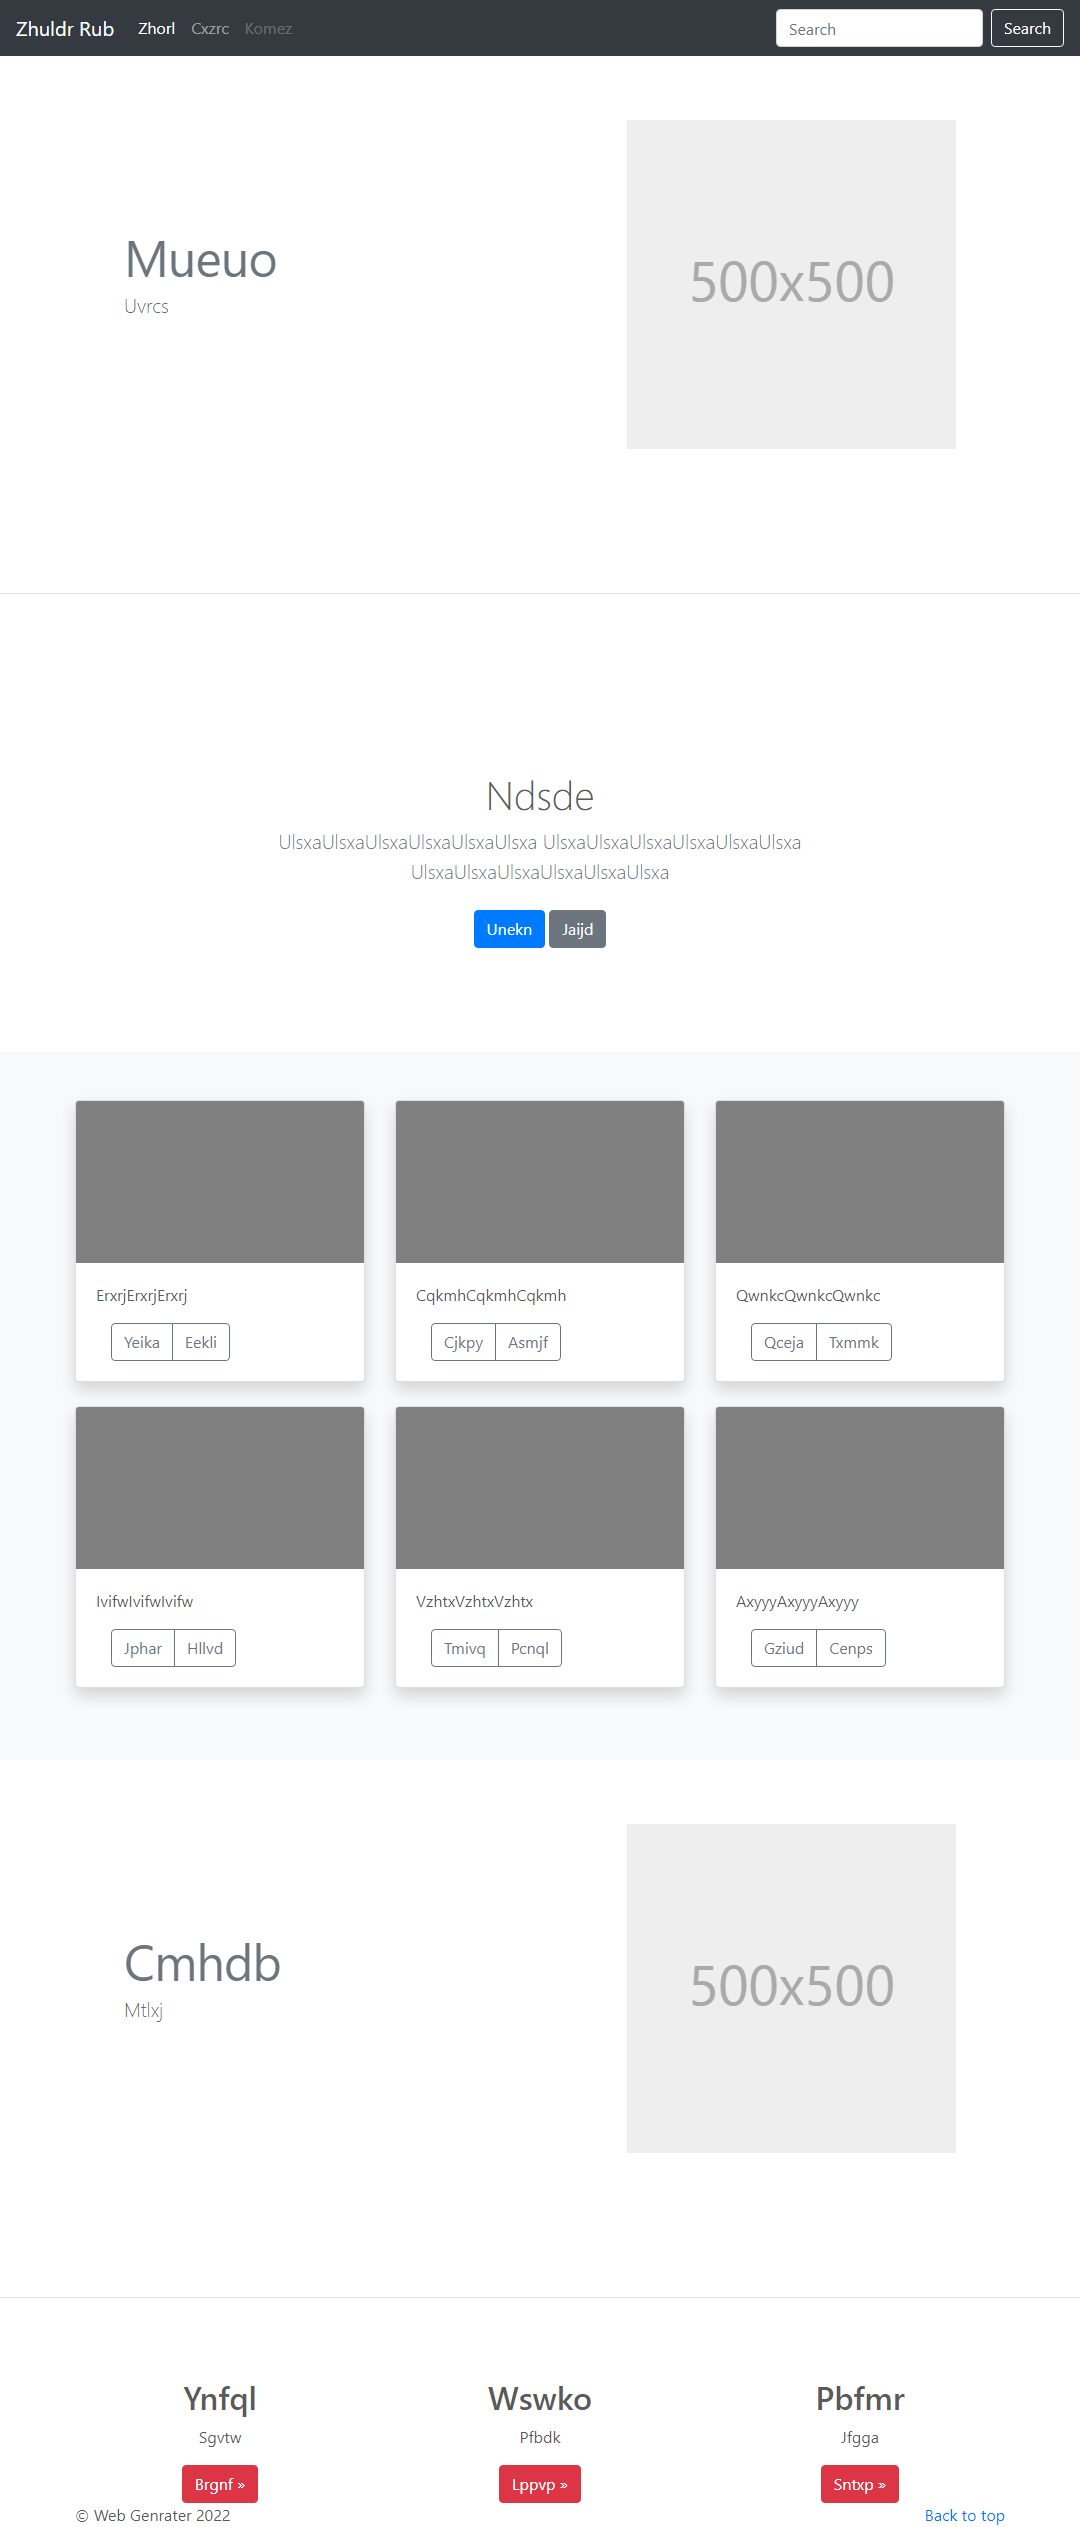 Zhuldr Rub Zhorl Cxzrc Komez Search Search
Mueuo
Uvrcs
500x500
Ndsde
UlsxaUlsxaUlsxaUlsxaUlsxaUlsxa UlsxaUlsxaUlsxaUlsxaUlsxaUlsxa
UlsxaUlsxaUlsxaUlsxaUlsxaUlsxa
Unekn Jaijd
ErxrjErxrjErxrj
Yeika Eekli
CqkmhCqkmhCqkmh
Cjkpy Asmjf
QwnkcQwnkcQwnkc
Qceja Txmmk
IvifwIvifwIvifw
Jphar Hllvd
VzhtxVzhtxVzhtx
Tmivq Pcnql
AxyyyAxyyyAxyyy
Gziud Cenps
Cmhdb
Mtlxj
500x500
Ynfql
Sgvtw
Brgnf »
Wswko
Pfbdk
Lppvp »
Pbfmr
Jfgga
Sntxp »
© Web Genrater 2022
Back to top